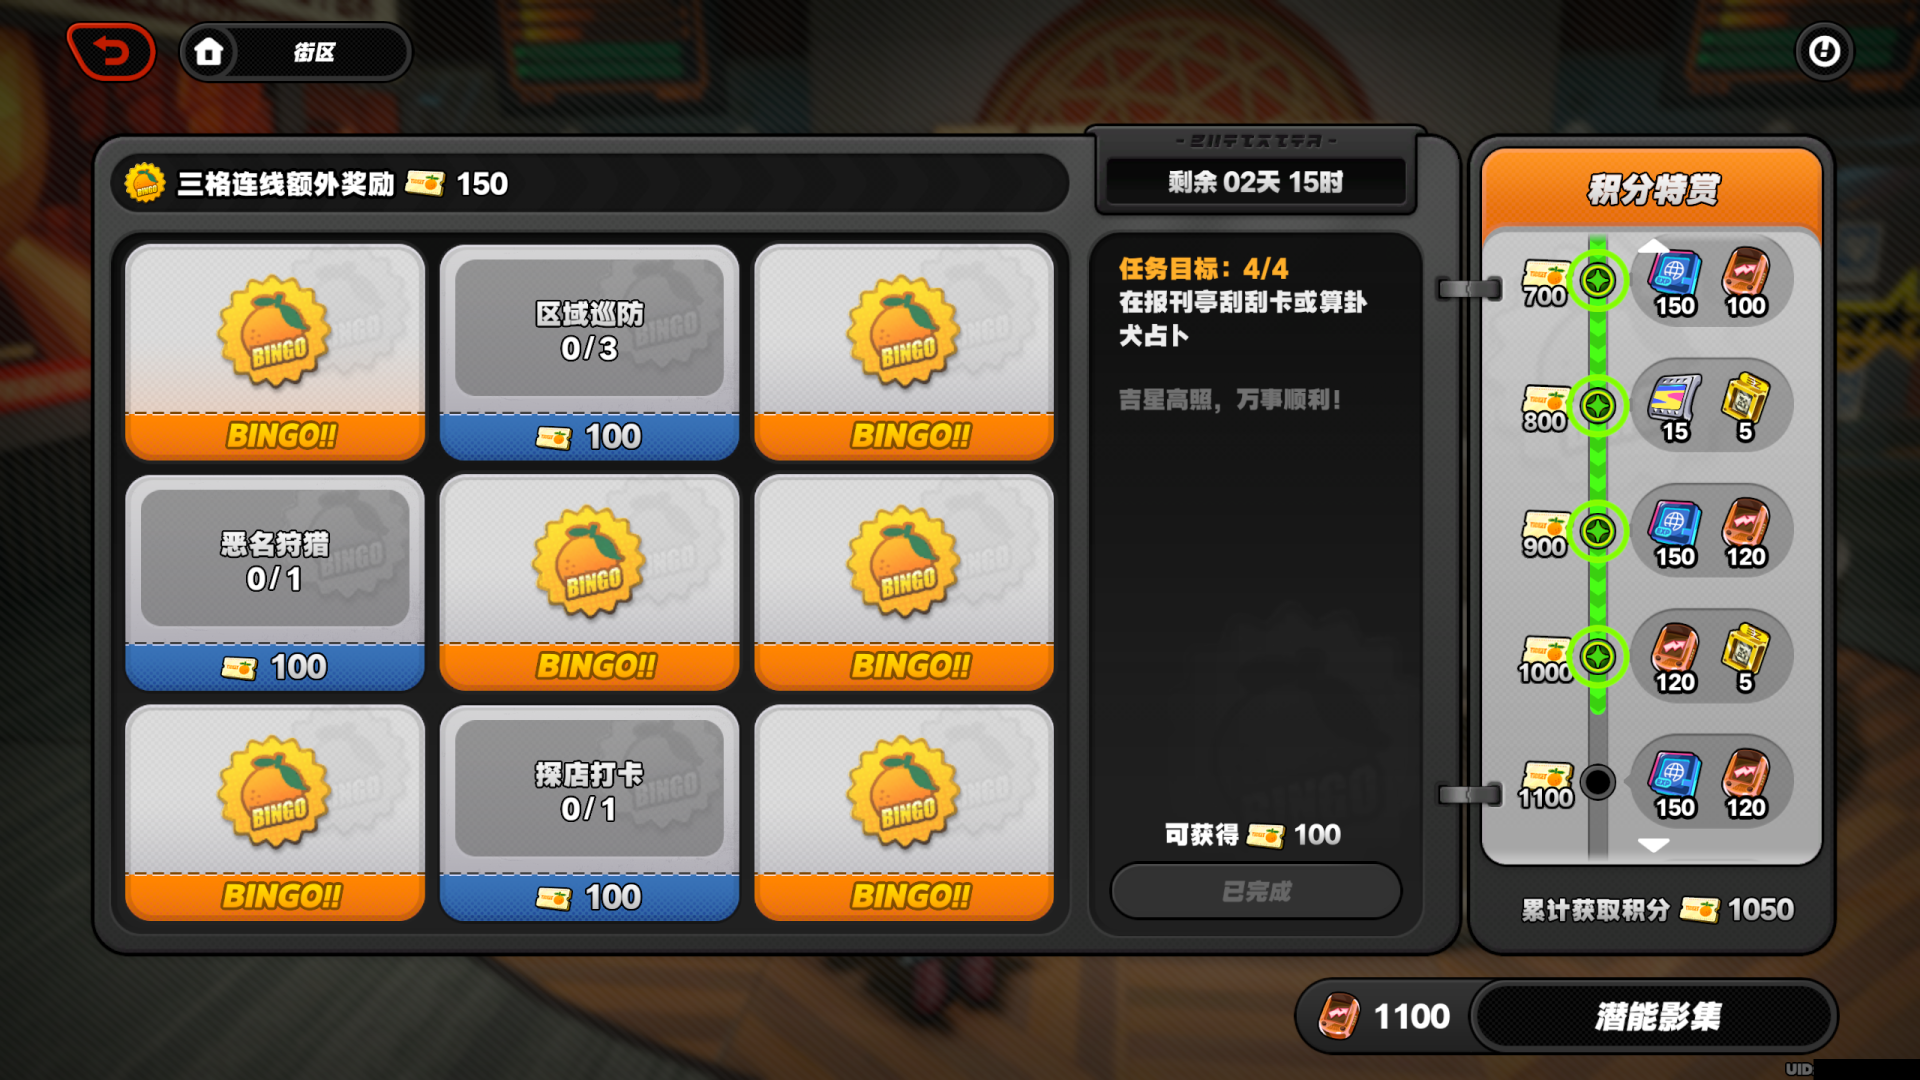 街区
三格连线额外奖励 150
剩余 02天 15时
BINGO
BINGO!!
区域巡防
0/3
100
BINGO
BINGO!!
恶名狩猎
0/1
100
BINGO
BINGO!!
BINGO
BINGO!!
BINGO
BINGO!!
探店打卡
0/1
100
BINGO
BINGO!!
任务目标：4/4
在报刊亭刮刮卡或算卦
犬占卜
吉星高照，万事顺利！
可获得 100
已完成
积分特赏
700 150 100
800 15 5
900 150 120
1000 120 5
1100 150 120
累计获取积分 1050
1100 潜能影集
UID